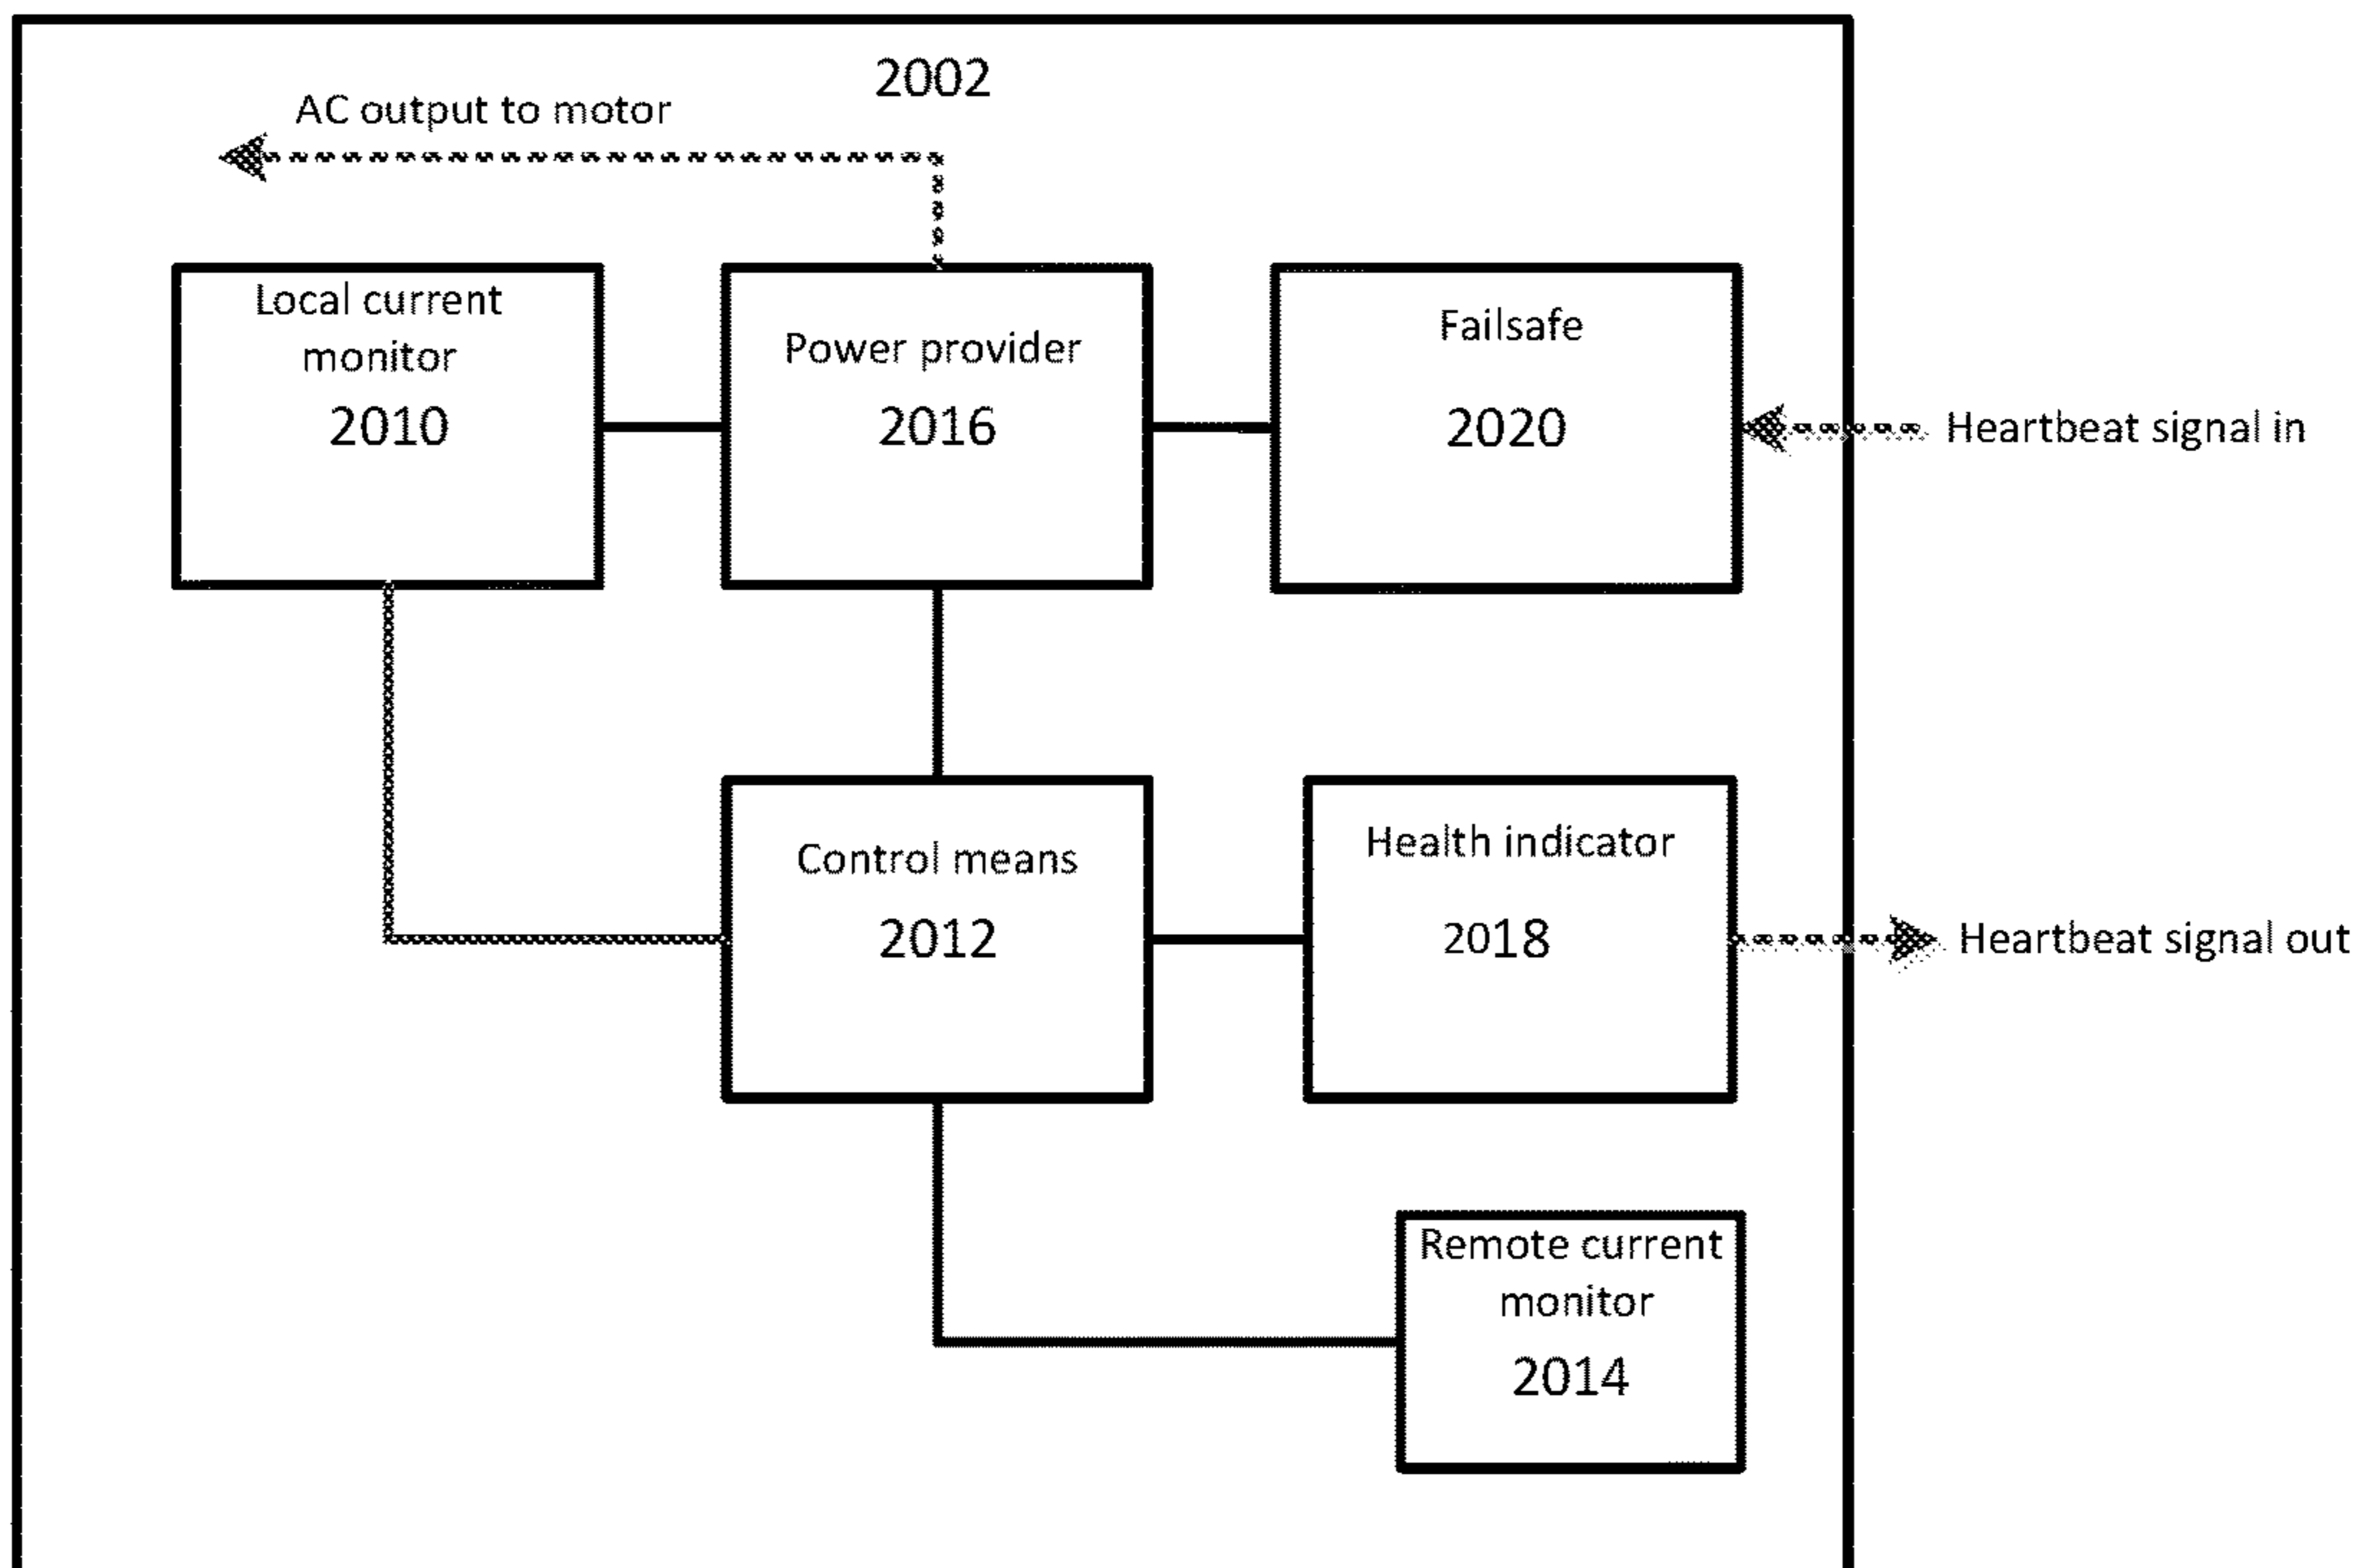 2002
AC output to motor
Local current
monitor
2010
Power provider
2016
Failsafe
2020
Heartbeat signal in
Control means
2012
Health indicator
2018
Heartbeat signal out
Remote current
monitor
2014